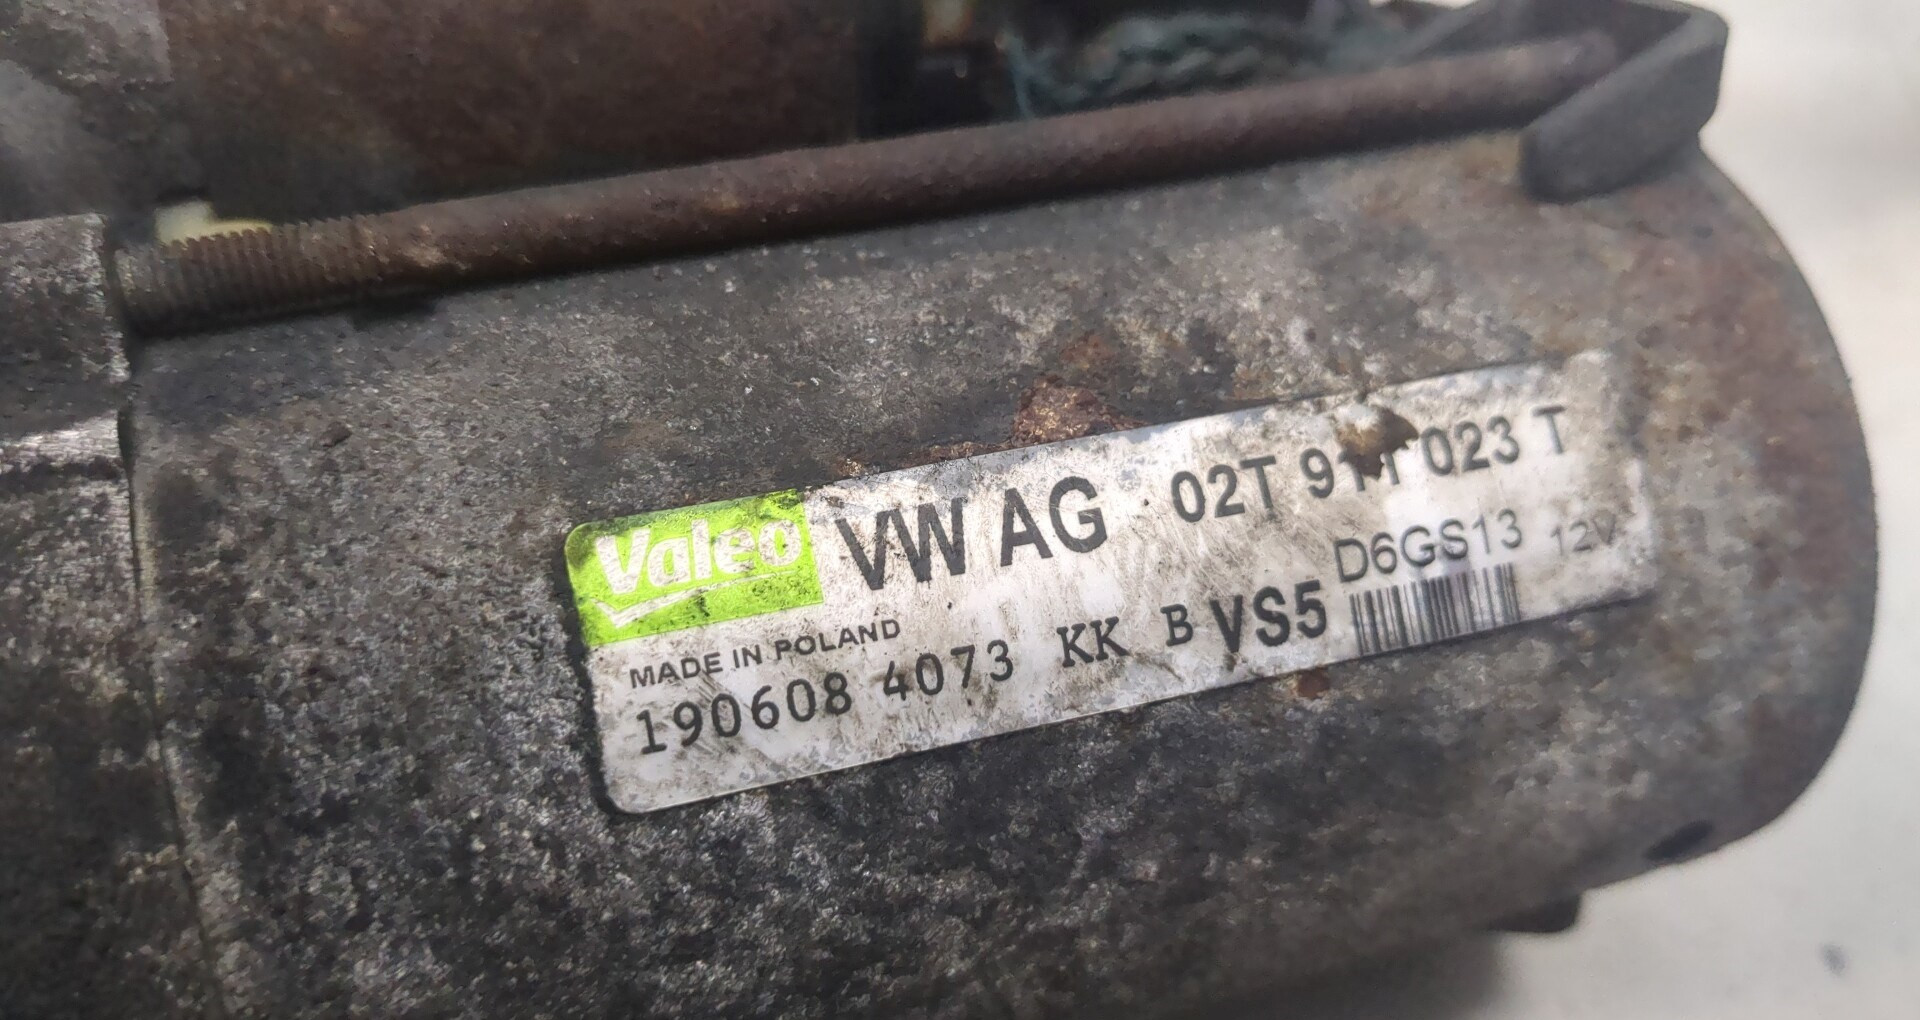 Valeo VW AG 02T 911 023 T
D6GS13 12V
MADE IN POLAND
190608 4073 KK B VS5